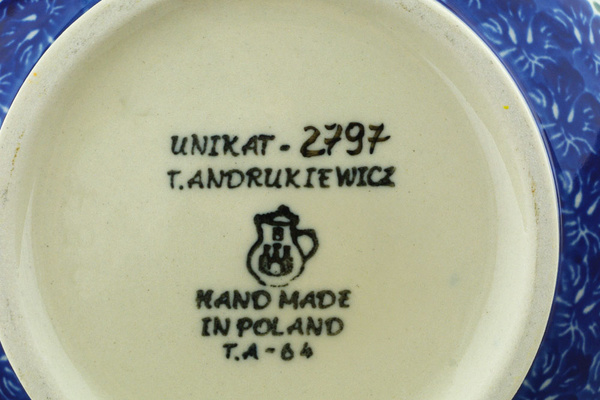 UNIKAT - 2797
T.ANDRUKIEWICZ
HAND MADE
IN POLAND
T.A-64